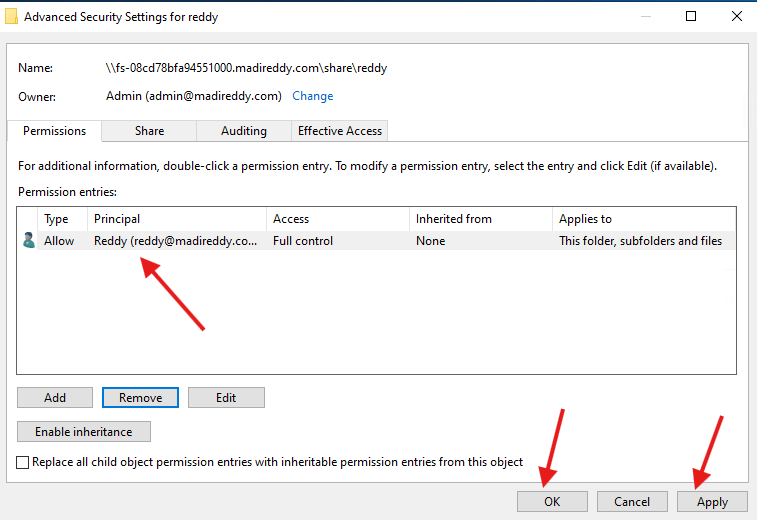 Advanced Security Settings for reddy
Name: \\fs-08cd78bfa94551000.madireddy.com\share\reddy
Owner: Admin (admin@madireddy.com) Change
Permissions Share Auditing Effective Access
For additional information, double-click a permission entry. To modify a permission entry, select the entry and click Edit (if available).
Permission entries:
Type Principal Access Inherited from Applies to
Allow Reddy (reddy@madireddy.co... Full control None This folder, subfolders and files
Add Remove Edit
Enable inheritance
Replace all child object permission entries with inheritable permission entries from this object
OK Cancel Apply